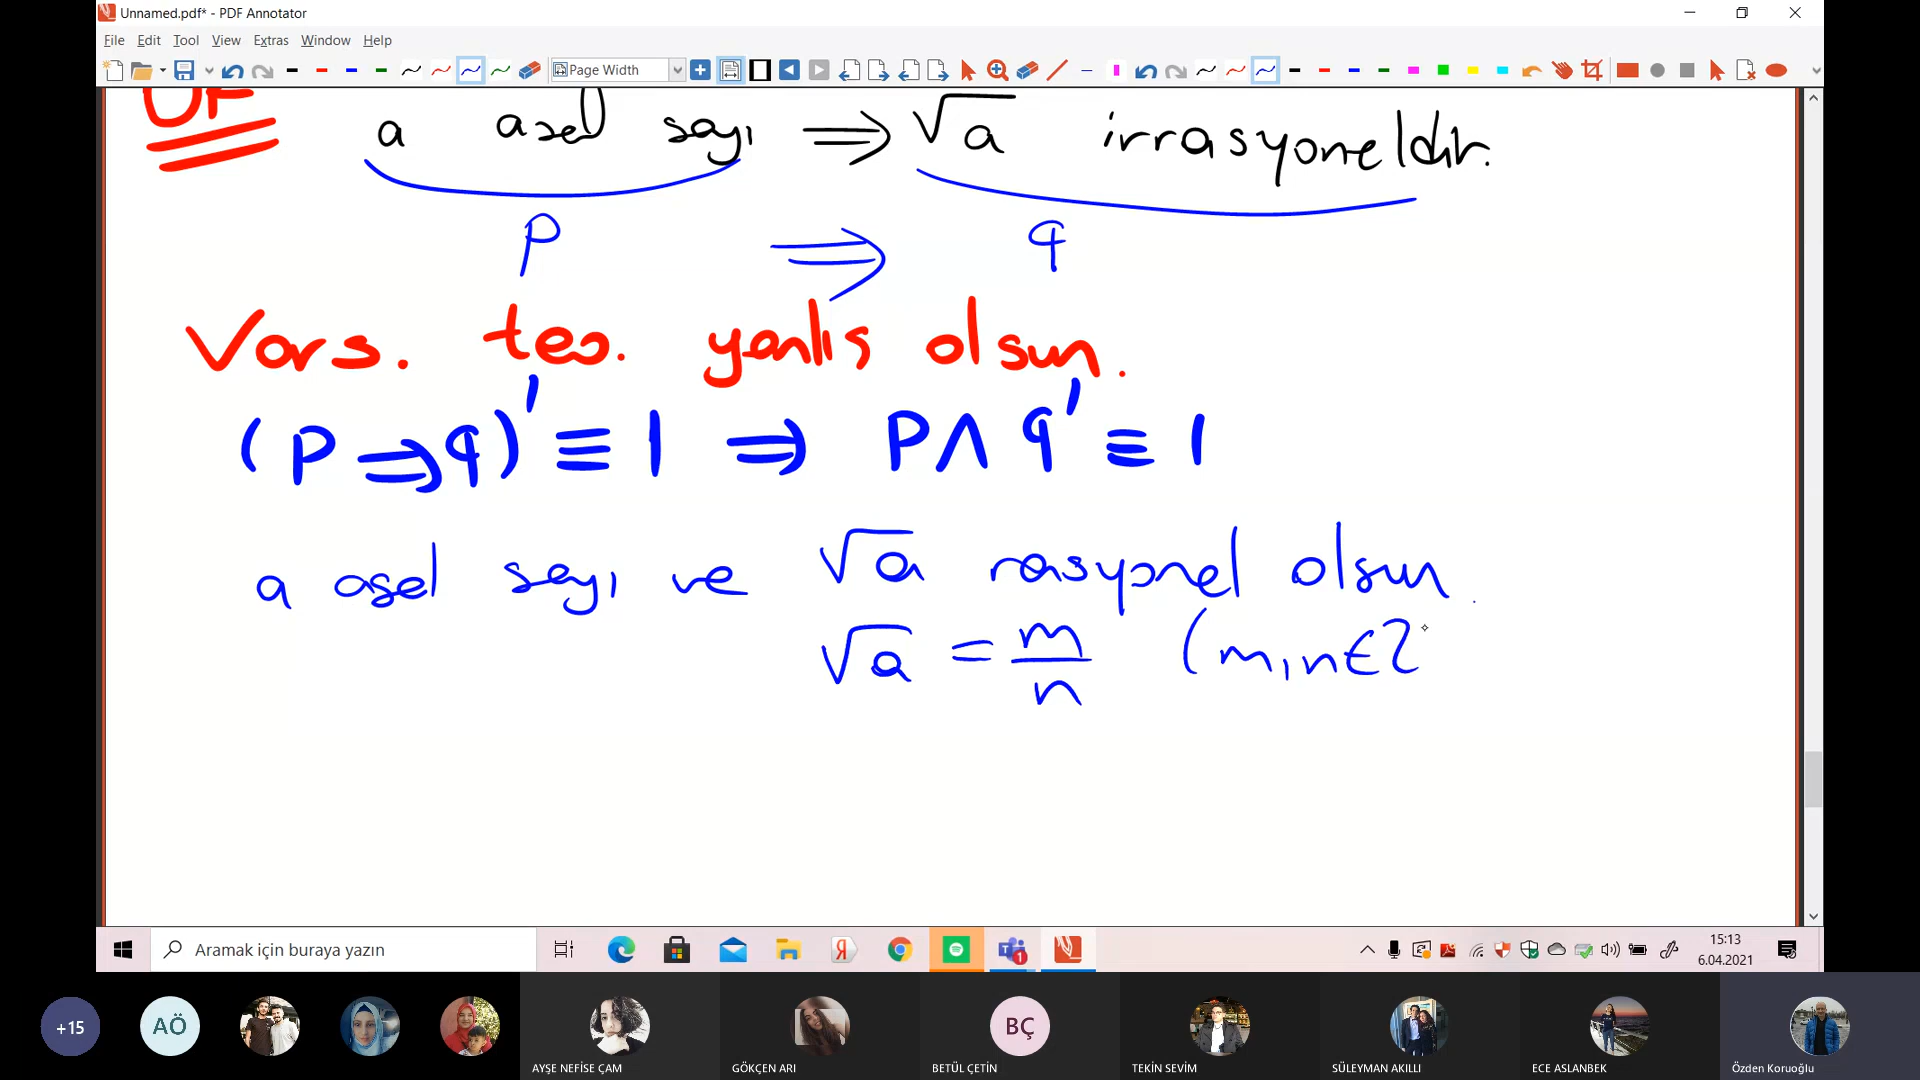 Unnamed.pdf* - PDF Annotator
File Edit Tool View Extras Window Help
Page Width
a asal sayı ⇒ √a irrasyoneldir.
p ⇒ q
Vars. teo. yanlış olsun.
(p ⇒ q)' ≡ 1 ⇒ p ∧ q' ≡ 1
a asal sayı ve √a rasyonel olsun.
√a = m/n (m,n ∈ Z
Aramak için buraya yazın
15:13
6.04.2021
+15
AÖ
BÇ
AYŞE NEFİSE ÇAM
GÖKÇEN ARI
BETÜL ÇETİN
TEKİN SEVİM
SÜLEYMAN AKILLI
ECE ASLANBEK
Özden Koruoğlu